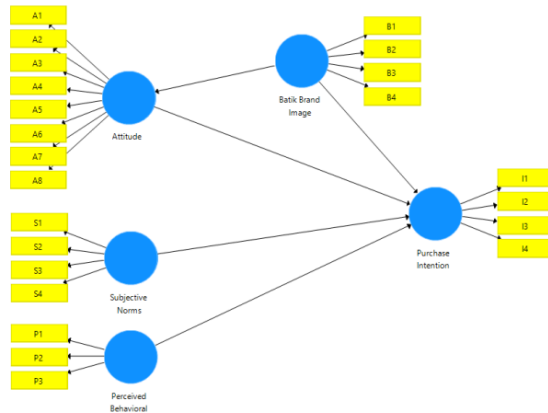 A1
A2
A3
A4
A5
A6
A7
A8
Attitude
B1
B2
B3
B4
Batik Brand
Image
I1
I2
I3
I4
Purchase
Intention
S1
S2
S3
S4
Subjective
Norms
P1
P2
P3
Perceived
Behavioral